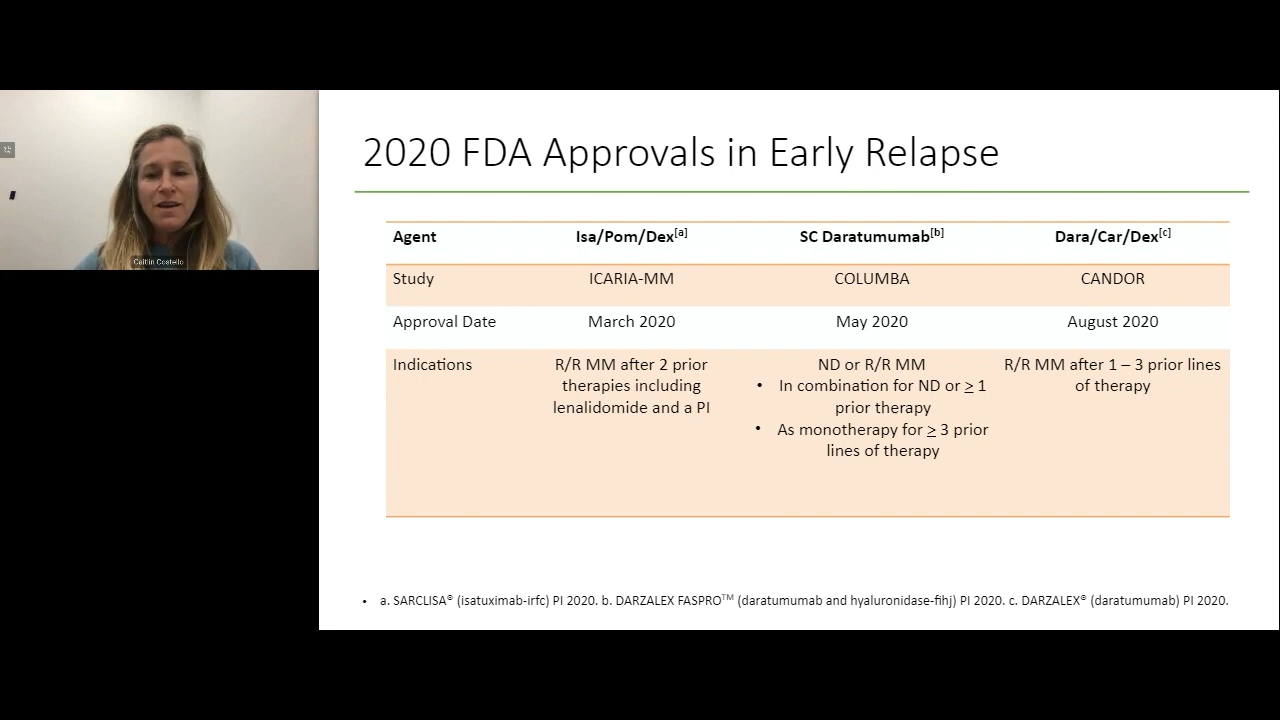 2020 FDA Approvals in Early Relapse
Caitlin Costello
Agent Isa/Pom/Dex[a] SC Daratumumab[b] Dara/Car/Dex[c]
Study ICARIA-MM COLUMBA CANDOR
Approval Date March 2020 May 2020 August 2020
Indications R/R MM after 2 prior ND or R/R MM R/R MM after 1 – 3 prior lines
therapies including • In combination for ND or ≥ 1 of therapy
lenalidomide and a PI prior therapy
• As monotherapy for ≥ 3 prior
lines of therapy
• a. SARCLISA® (isatuximab-irfc) PI 2020. b. DARZALEX FASPRO™ (daratumumab and hyaluronidase-fihj) PI 2020. c. DARZALEX® (daratumumab) PI 2020.